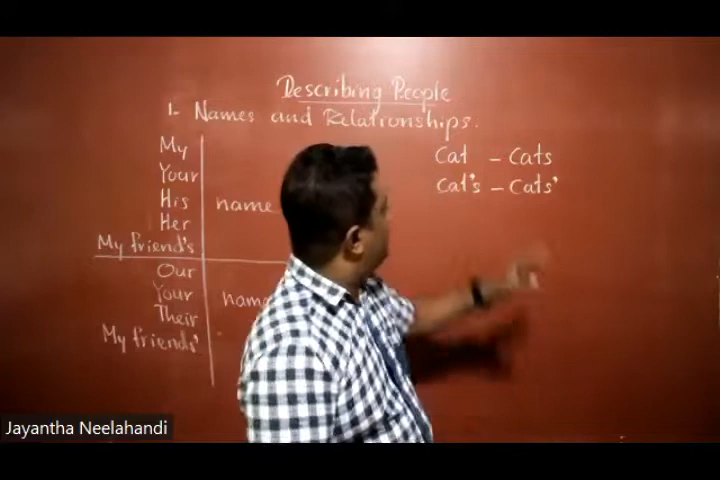 Describing People
1- Names and Relationships.
My
Your
His
Her
My friend's
name
Our
Your
Their
My friends'
name
Cat - Cats
Cat's - Cats'
Jayantha Neelahandi